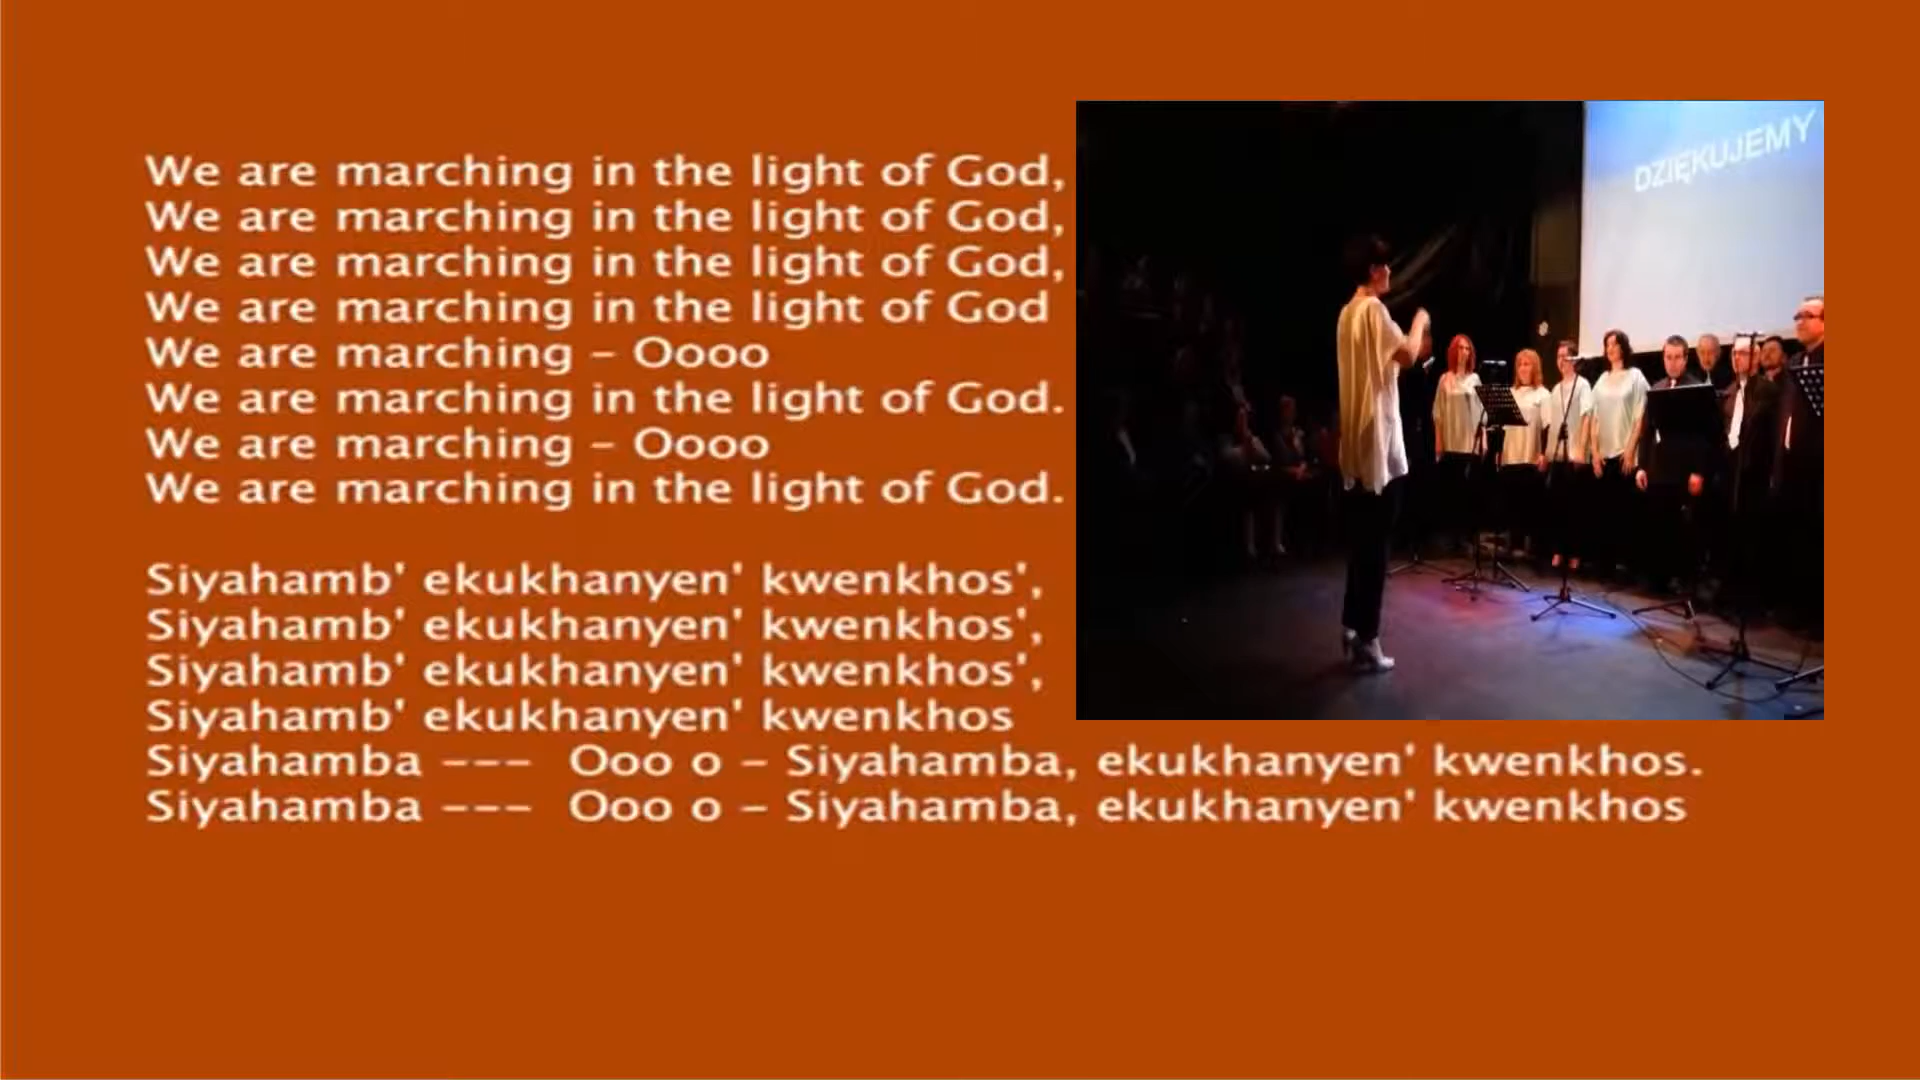 We are marching in the light of God,
We are marching in the light of God,
We are marching in the light of God,
We are marching in the light of God
We are marching – Oooo
We are marching in the light of God.
We are marching – Oooo
We are marching in the light of God.
Siyahamb' ekukhanyen' kwenkhos',
Siyahamb' ekukhanyen' kwenkhos',
Siyahamb' ekukhanyen' kwenkhos',
Siyahamb' ekukhanyen' kwenkhos
Siyahamba ––– Ooo o – Siyahamba, ekukhanyen' kwenkhos.
Siyahamba ––– Ooo o – Siyahamba, ekukhanyen' kwenkhos
DZIĘKUJEMY